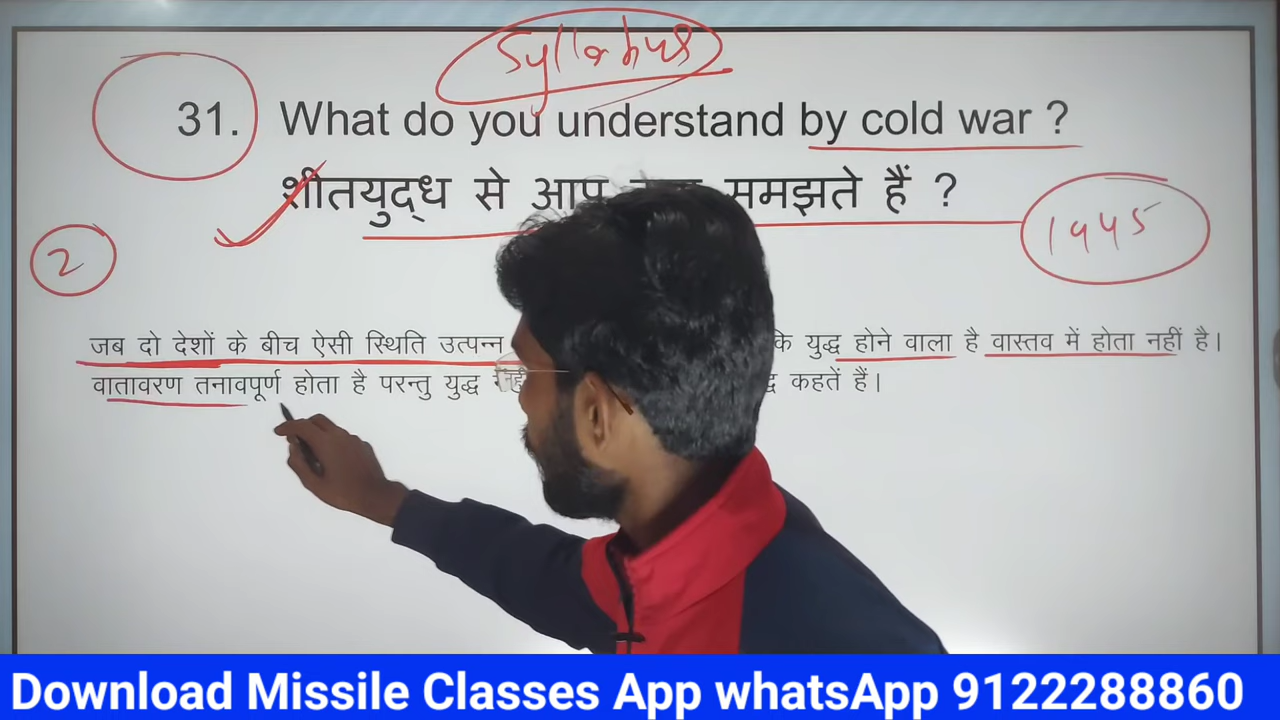 Syllabus
31. What do you understand by cold war ?
शीतयुद्ध से आप समझते हैं ?
1945
2
जब दो देशों के बीच ऐसी स्थिति उत्पन्न कि युद्ध होने वाला है वास्तव में होता नहीं है।
वातावरण तनावपूर्ण होता है परन्तु युद्ध नहीं कहतें हैं।
Download Missile Classes App whatsApp 9122288860